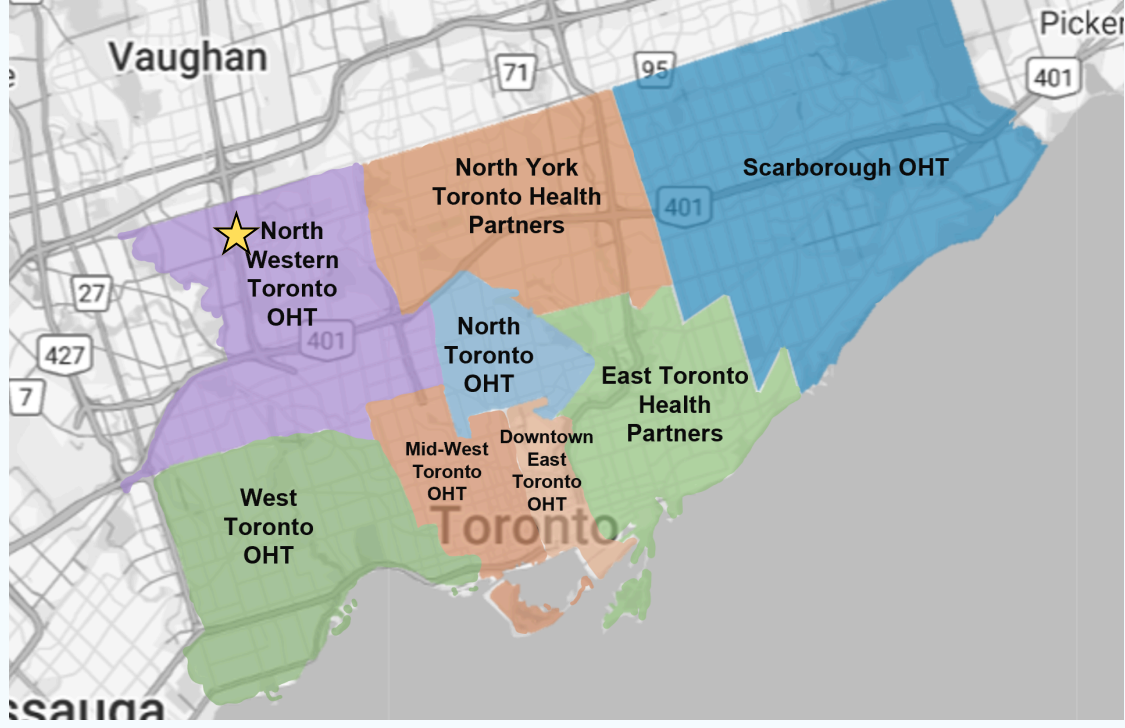 Vaughan
Picker
71
95
401
North York
Toronto Health
Partners
Scarborough OHT
401
North
Western
Toronto
OHT
27
401
427
7
North
Toronto
OHT
East Toronto
Health
Partners
Mid-West
Toronto
OHT
Downtown
East
Toronto
OHT
West
Toronto
OHT
Toronto
ssauga